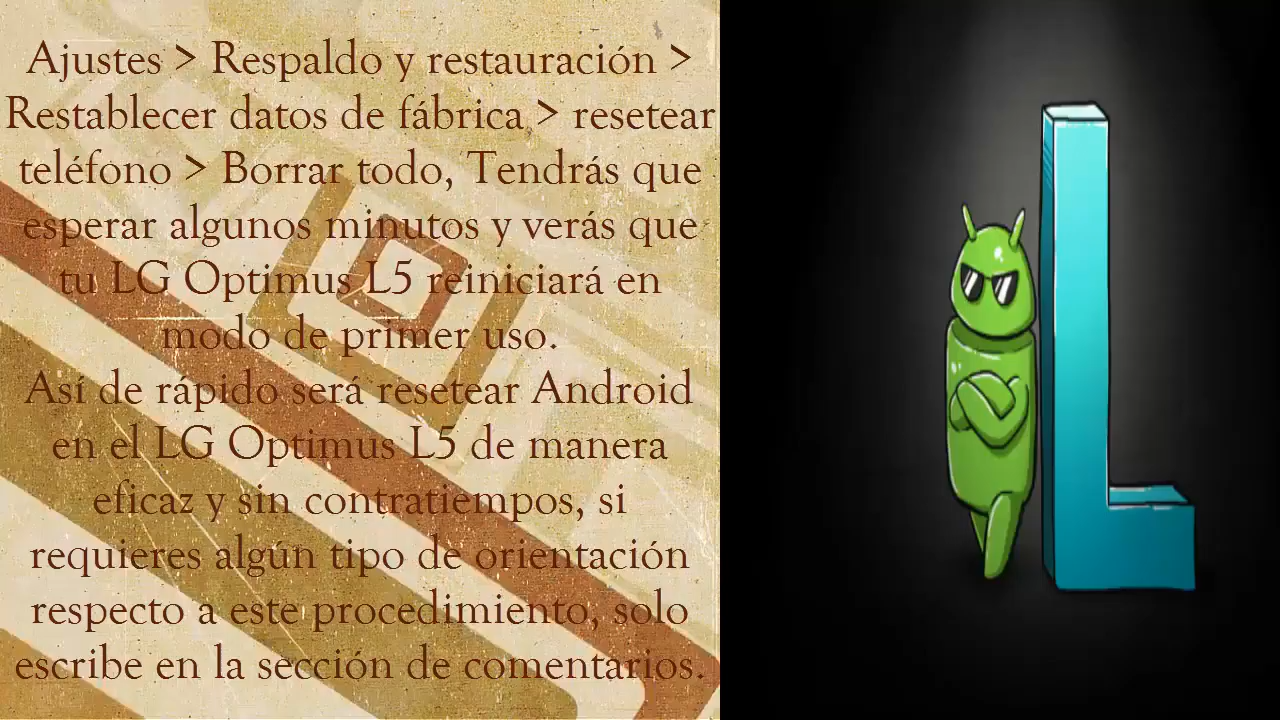 Ajustes > Respaldo y restauración >
Restablecer datos de fábrica > resetear
teléfono > Borrar todo, Tendrás que
esperar algunos minutos y verás que
tu LG Optimus L5 reiniciará en
modo de primer uso.
Así de rápido será resetear Android
en el LG Optimus L5 de manera
eficaz y sin contratiempos, si
requieres algún tipo de orientación
respecto a este procedimiento, solo
escribe en la sección de comentarios.
L